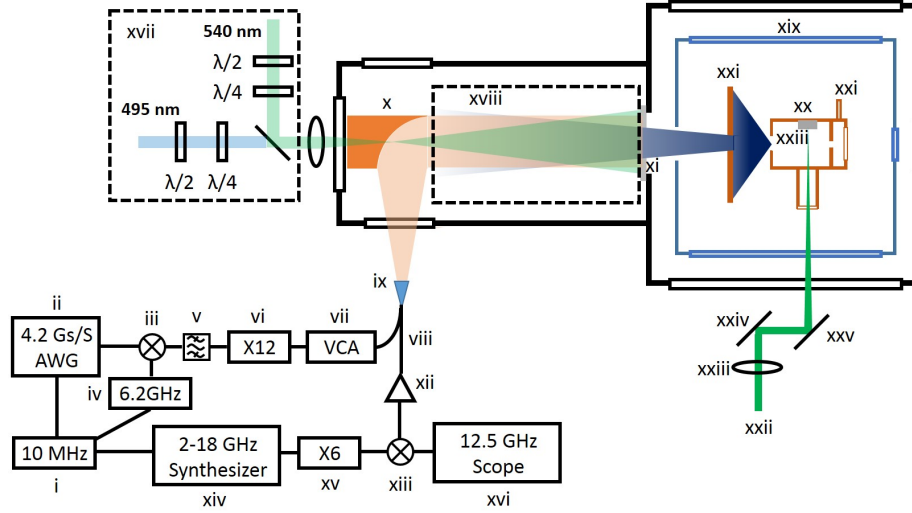 xvii
540 nm
λ/2
λ/4
495 nm
λ/2
λ/4
x
xviii
xi
xix
xxi
xxi
xx
xxiii
ix
ii
4.2 Gs/S
AWG
iii
v
vi
X12
vii
VCA
viii
iv
6.2GHz
xii
10 MHz
i
2-18 GHz
Synthesizer
xiv
X6
xv
xiii
12.5 GHz
Scope
xvi
xxiv
xxv
xxiii
xxii